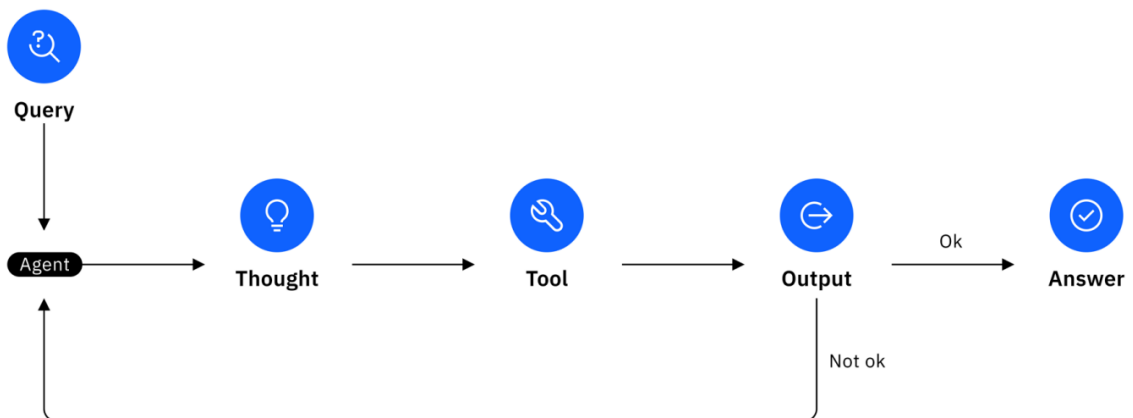 Query
Agent
Thought
Tool
Output
Ok
Answer
Not ok